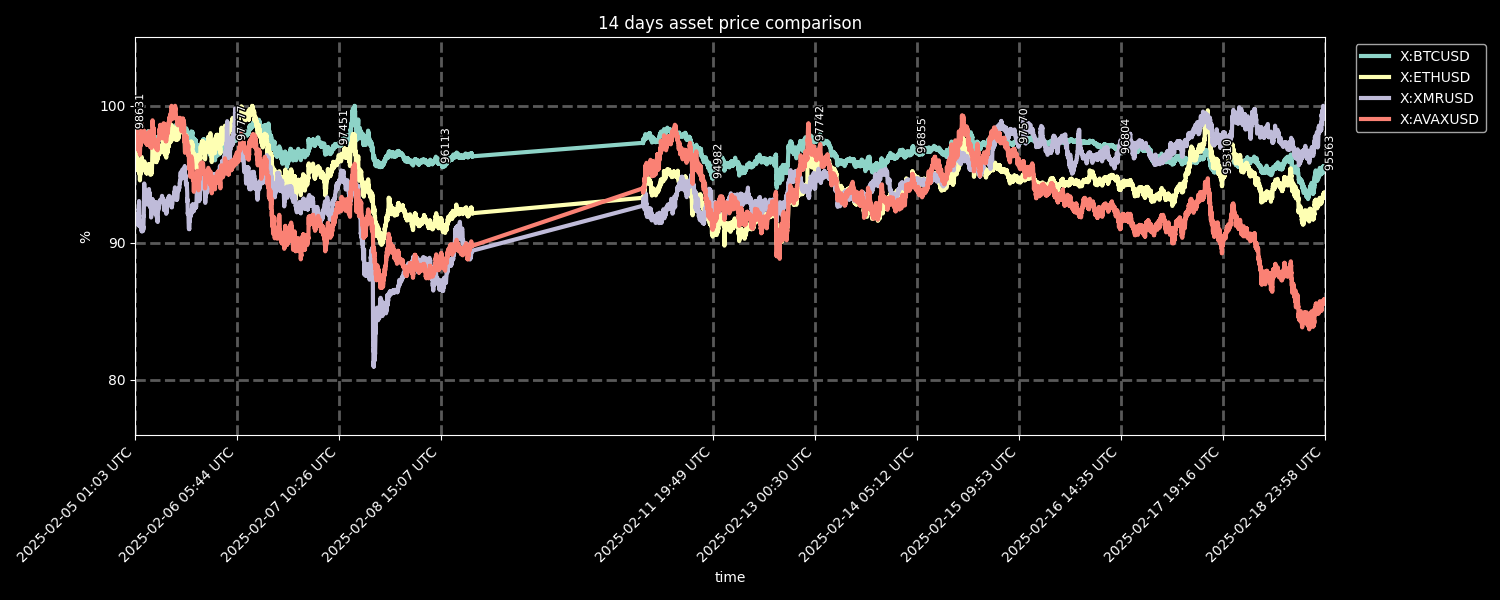 14 days asset price comparison
X:BTCUSD
X:ETHUSD
X:XMRUSD
X:AVAXUSD
100
90
80
%
98631
97451
96113
94982
97742
96855
97570
96804
95310
95563
2025-02-05 01:03 UTC
2025-02-06 05:44 UTC
2025-02-07 10:26 UTC
2025-02-08 15:07 UTC
2025-02-11 19:49 UTC
2025-02-13 00:30 UTC
2025-02-14 05:12 UTC
2025-02-15 09:53 UTC
2025-02-16 14:35 UTC
2025-02-17 19:16 UTC
2025-02-18 23:58 UTC
time